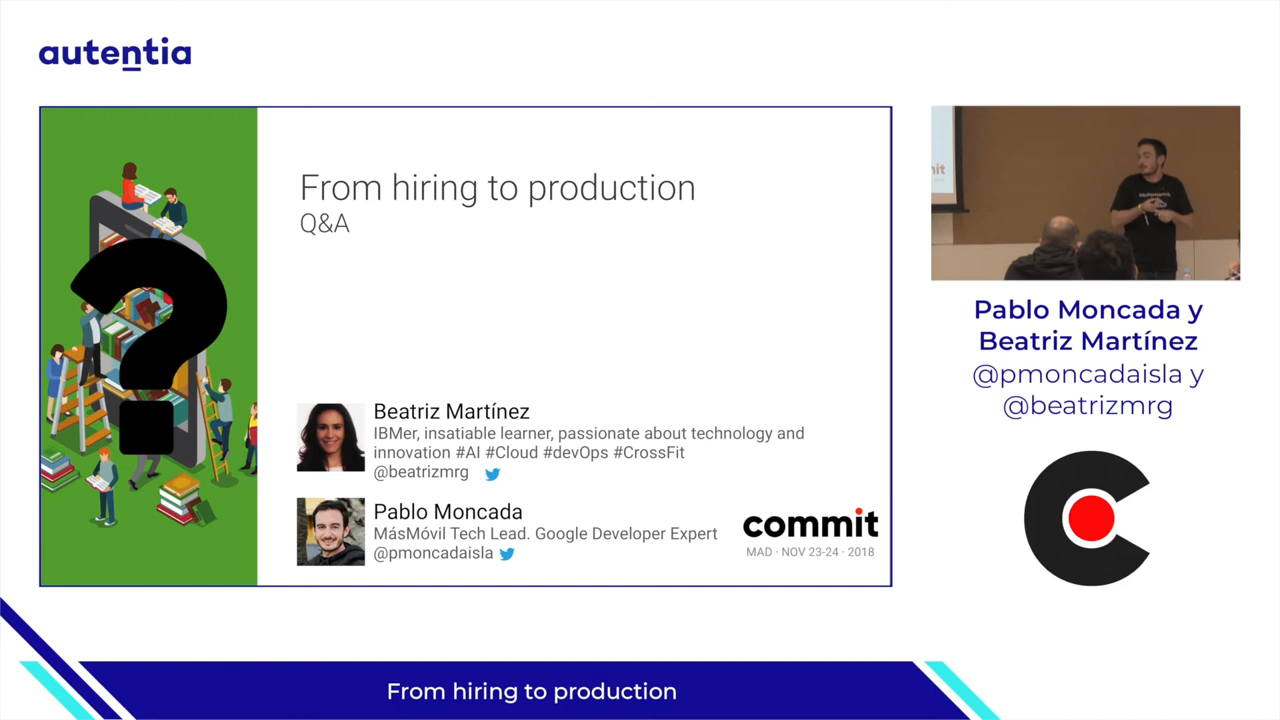 autentia
From hiring to production
Q&A
Beatriz Martínez
IBMer, insatiable learner, passionate about technology and
innovation #AI #Cloud #devOps #CrossFit
@beatrizmrg
Pablo Moncada
MásMóvil Tech Lead. Google Developer Expert
@pmoncadaisla
commit
MAD · NOV 23-24 · 2018
Pablo Moncada y
Beatriz Martínez
@pmoncadaisla y
@beatrizmrg
From hiring to production